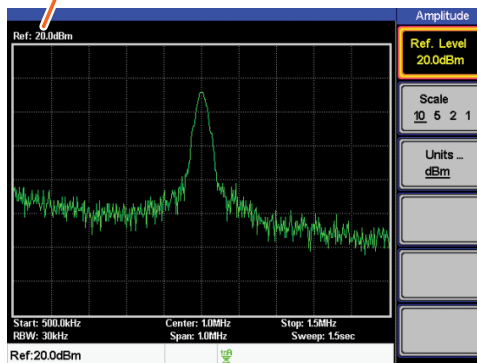 Amplitude
Ref: 20.0dBm
Ref. Level
20.0dBm
Scale
10 5 2 1
Units ...
dBm
Start: 500.0kHz Center: 1.0MHz Stop: 1.5MHz
RBW: 30kHz Span: 1.0MHz Sweep: 1.5sec
Ref:20.0dBm